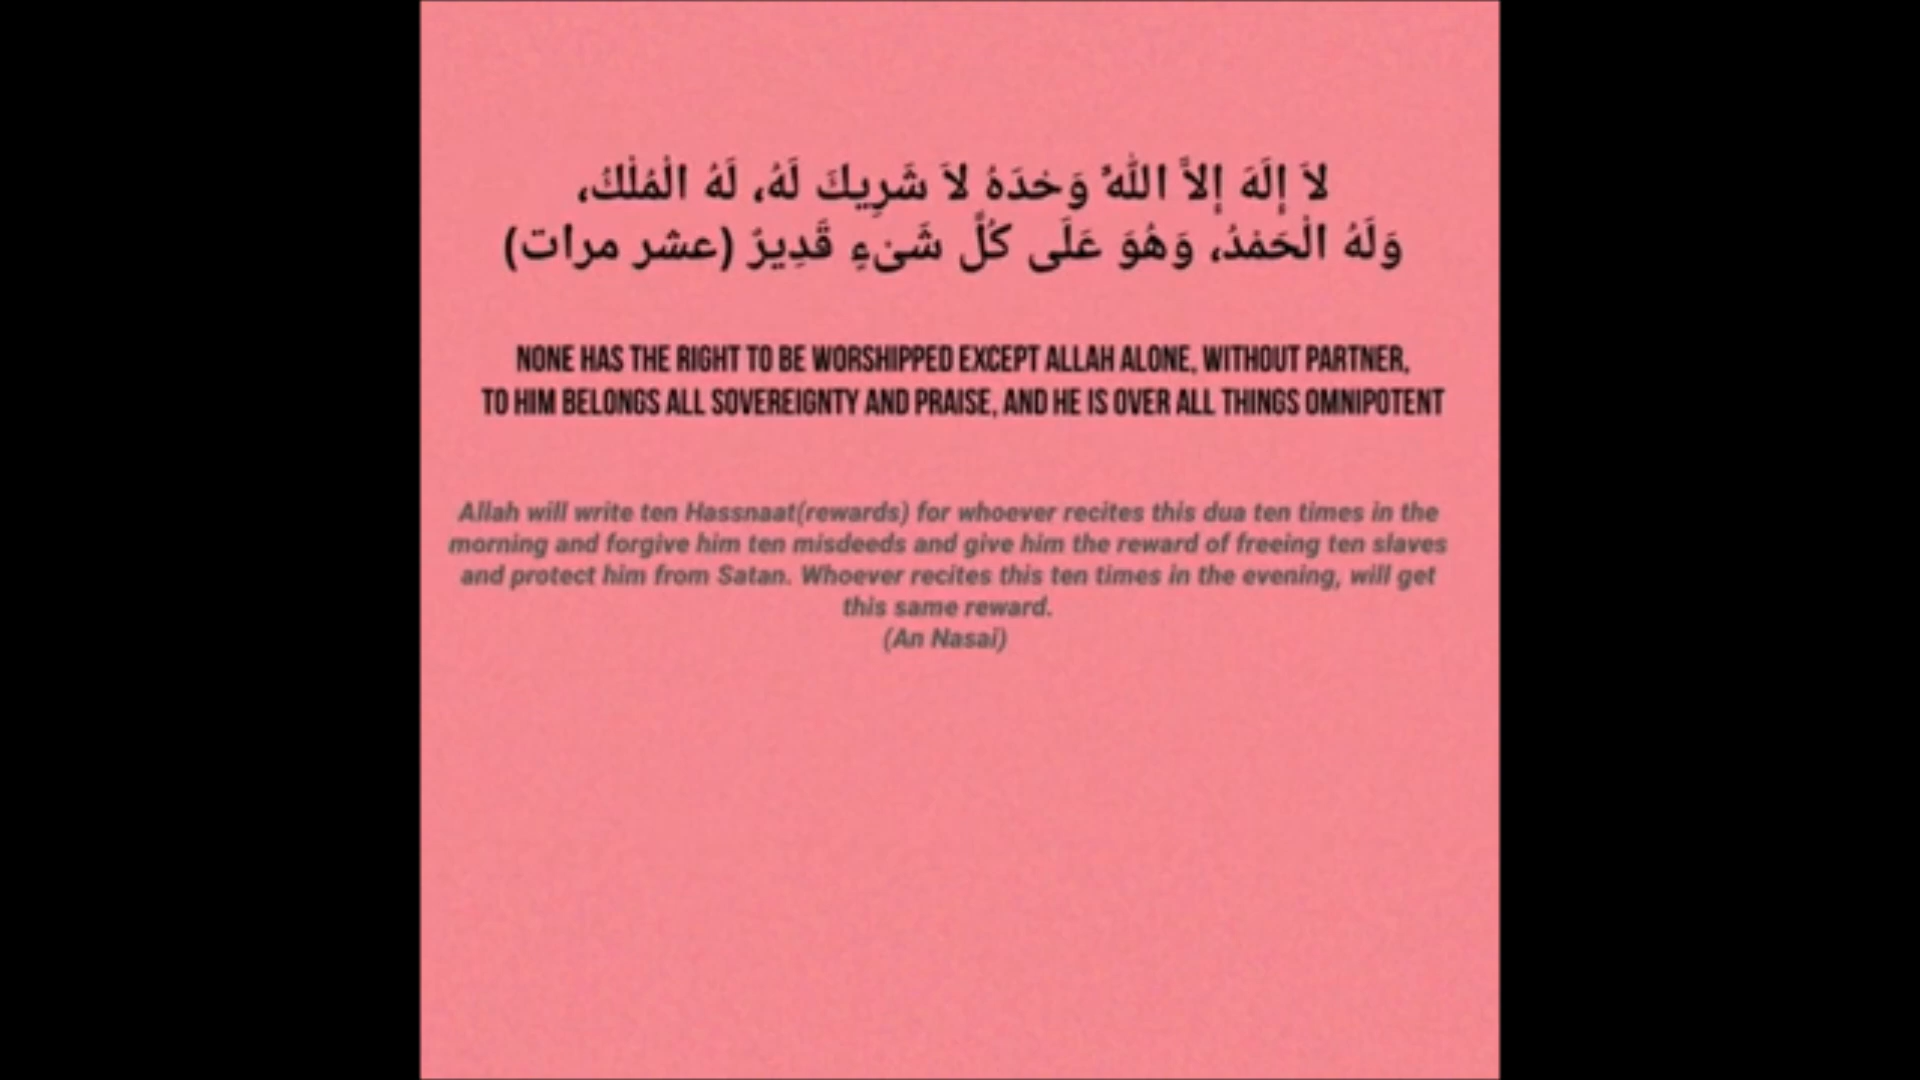 لاَ إِلَهَ إِلاَّ اللهُ وَحْدَهُ لاَ شَرِيكَ لَهُ، لَهُ الْمُلْكُ،
وَلَهُ الْحَمْدُ، وَهُوَ عَلَى كُلِّ شَىْءٍ قَدِيرٌ (عشر مرات)
NONE HAS THE RIGHT TO BE WORSHIPPED EXCEPT ALLAH ALONE, WITHOUT PARTNER,
TO HIM BELONGS ALL SOVEREIGNTY AND PRAISE, AND HE IS OVER ALL THINGS OMNIPOTENT
Allah will write ten Hassnaat(rewards) for whoever recites this dua ten times in the
morning and forgive him ten misdeeds and give him the reward of freeing ten slaves
and protect him from Satan. Whoever recites this ten times in the evening, will get
this same reward.
(An Nasai)